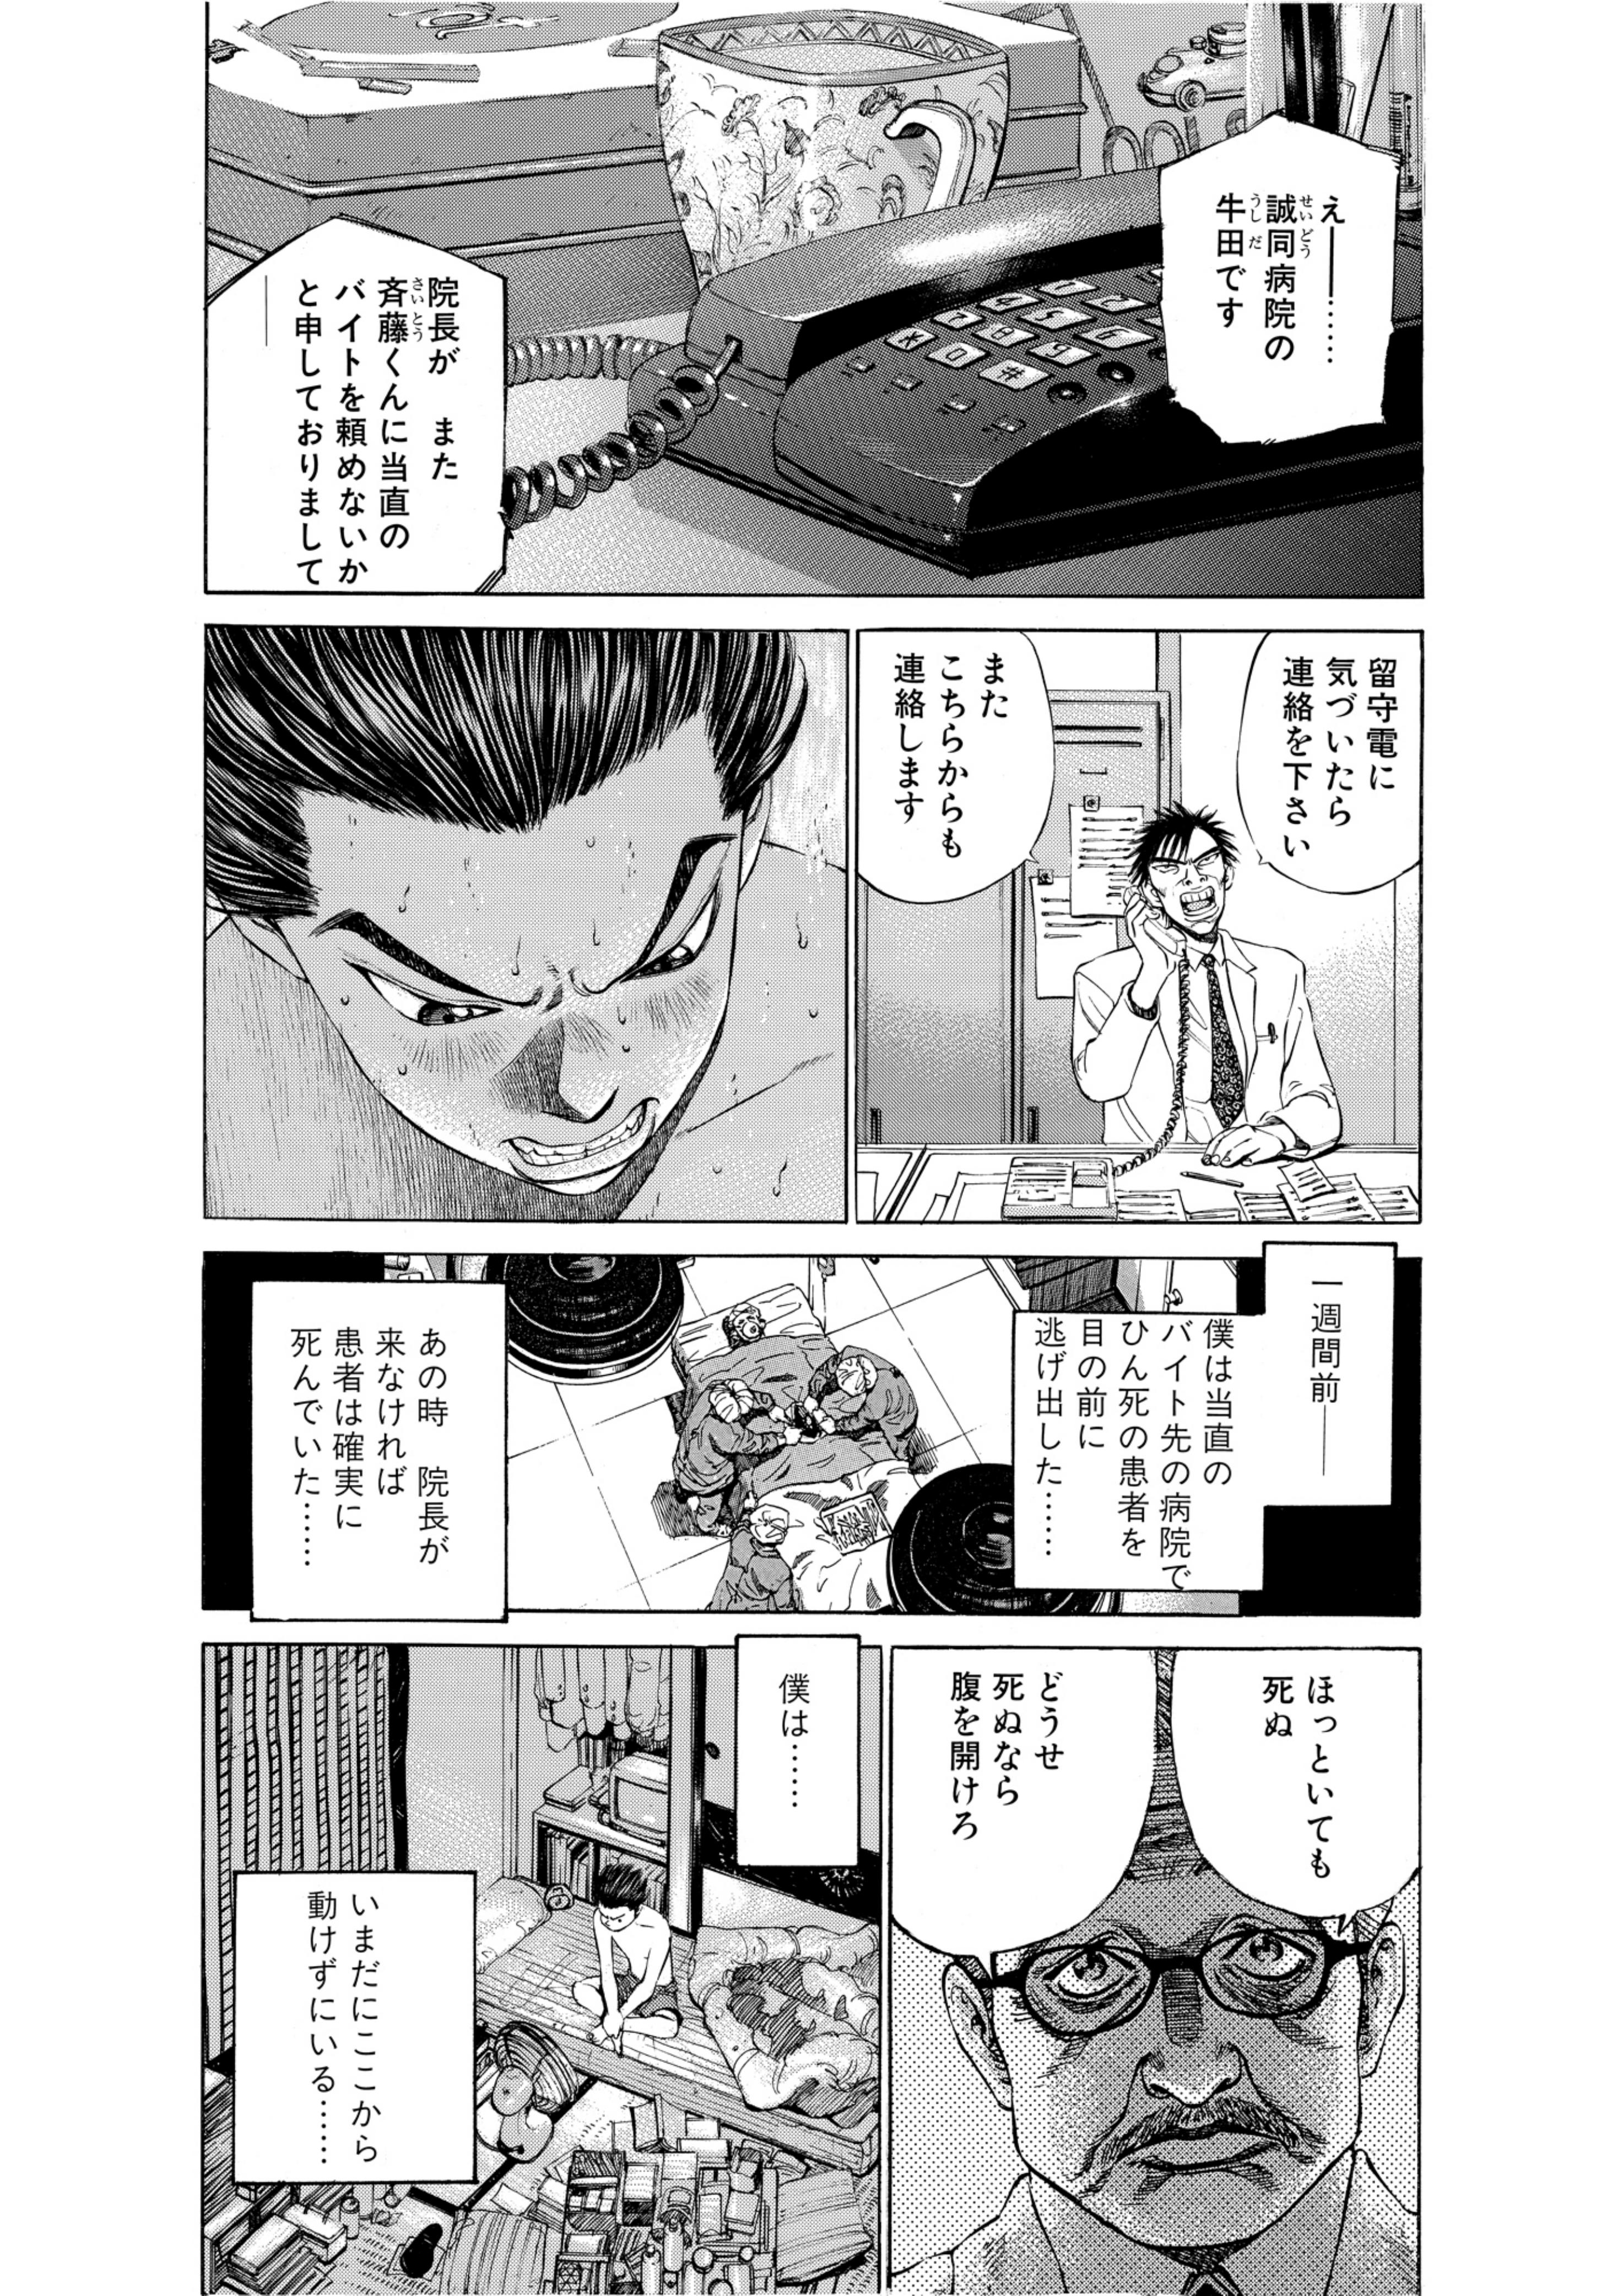 えー……
誠同病院の
牛田です
院長が　また
斉藤くんに当直の
バイトを頼めないか
と申しておりまして
――
留守電に
気づいたら
連絡を下さい
また
こちらからも
連絡します
一週間前――
僕は当直の
バイト先の病院で
ひん死の患者を
目の前に
逃げ出した……
あの時　院長が
来なければ
患者は確実に
死んでいた……
ほっといても
死ぬ
どうせ
死ぬなら
腹を開けろ
僕は……
いまだにここから
動けずにいる……